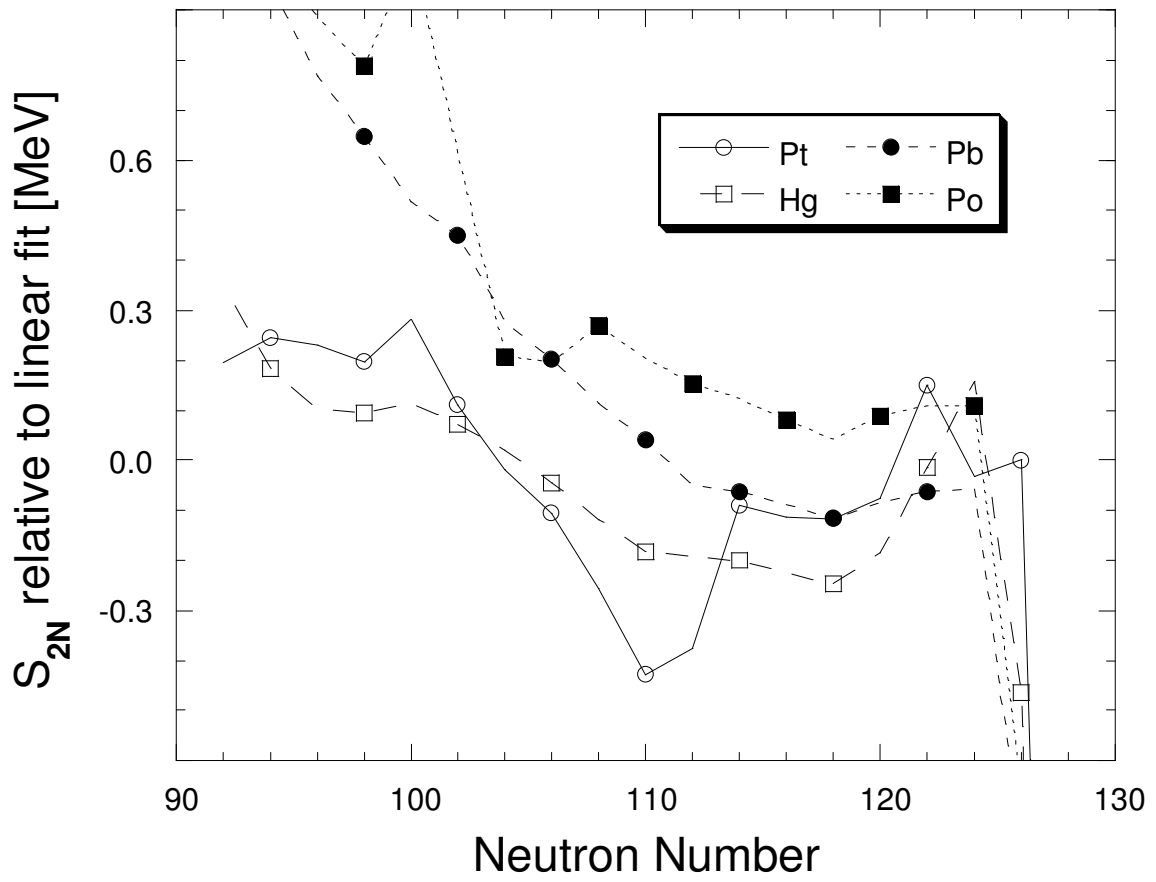 S2N relative to linear fit [MeV]
0.6
0.3
0.0
-0.3
Pt
Pb
Hg
Po
90
100
110
120
130
Neutron Number